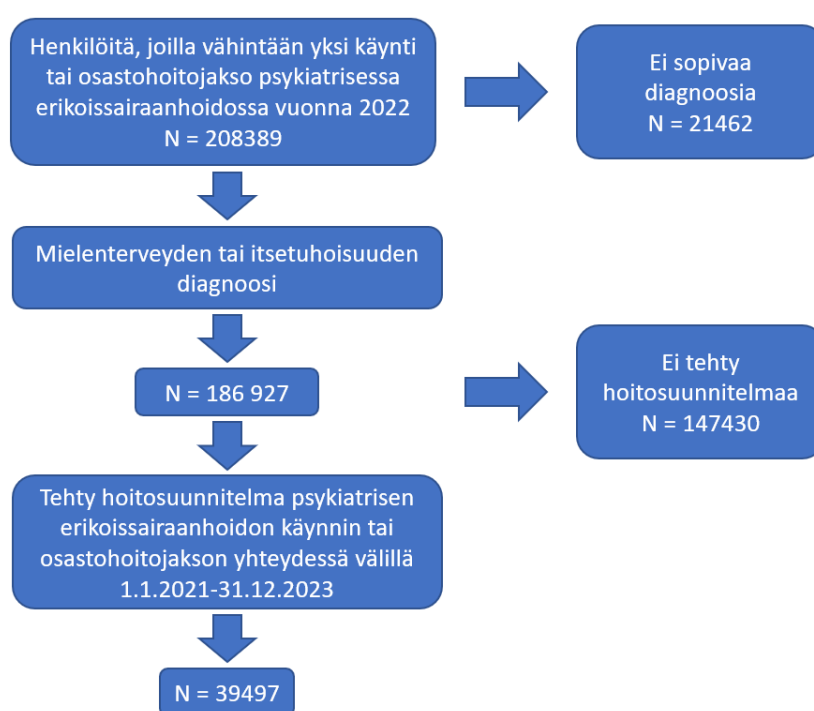 Henkilöitä, joilla vähintään yksi käynti
tai osastohoitojakso psykiatrisessa
erikoissairaanhoidossa vuonna 2022
N = 208389
Ei sopivaa
diagnoosia
N = 21462
Mielenterveyden tai itsetuhoisuuden
diagnoosi
N = 186 927
Ei tehty
hoitosuunnitelmaa
N = 147430
Tehty hoitosuunnitelma psykiatrisen
erikoissairaanhoidon käynnin tai
osastohoitojakson yhteydessä välillä
1.1.2021-31.12.2023
N = 39497